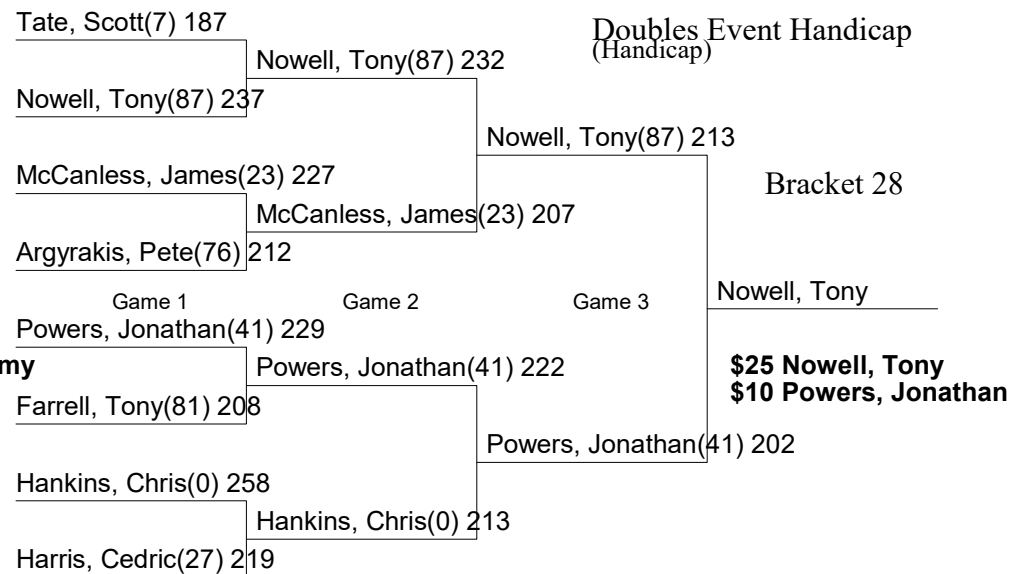 Tate, Scott(7) 187
Doubles Event Handicap
(Handicap)
Nowell, Tony(87) 232
Nowell, Tony(87) 237
Nowell, Tony(87) 213
McCanless, James(23) 227
Bracket 28
McCanless, James(23) 207
Argyrakis, Pete(76) 212
Game 1
Game 2
Game 3
Nowell, Tony
Powers, Jonathan(41) 229
my
Powers, Jonathan(41) 222
$25 Nowell, Tony
$10 Powers, Jonathan
Farrell, Tony(81) 208
Powers, Jonathan(41) 202
Hankins, Chris(0) 258
Hankins, Chris(0) 213
Harris, Cedric(27) 219